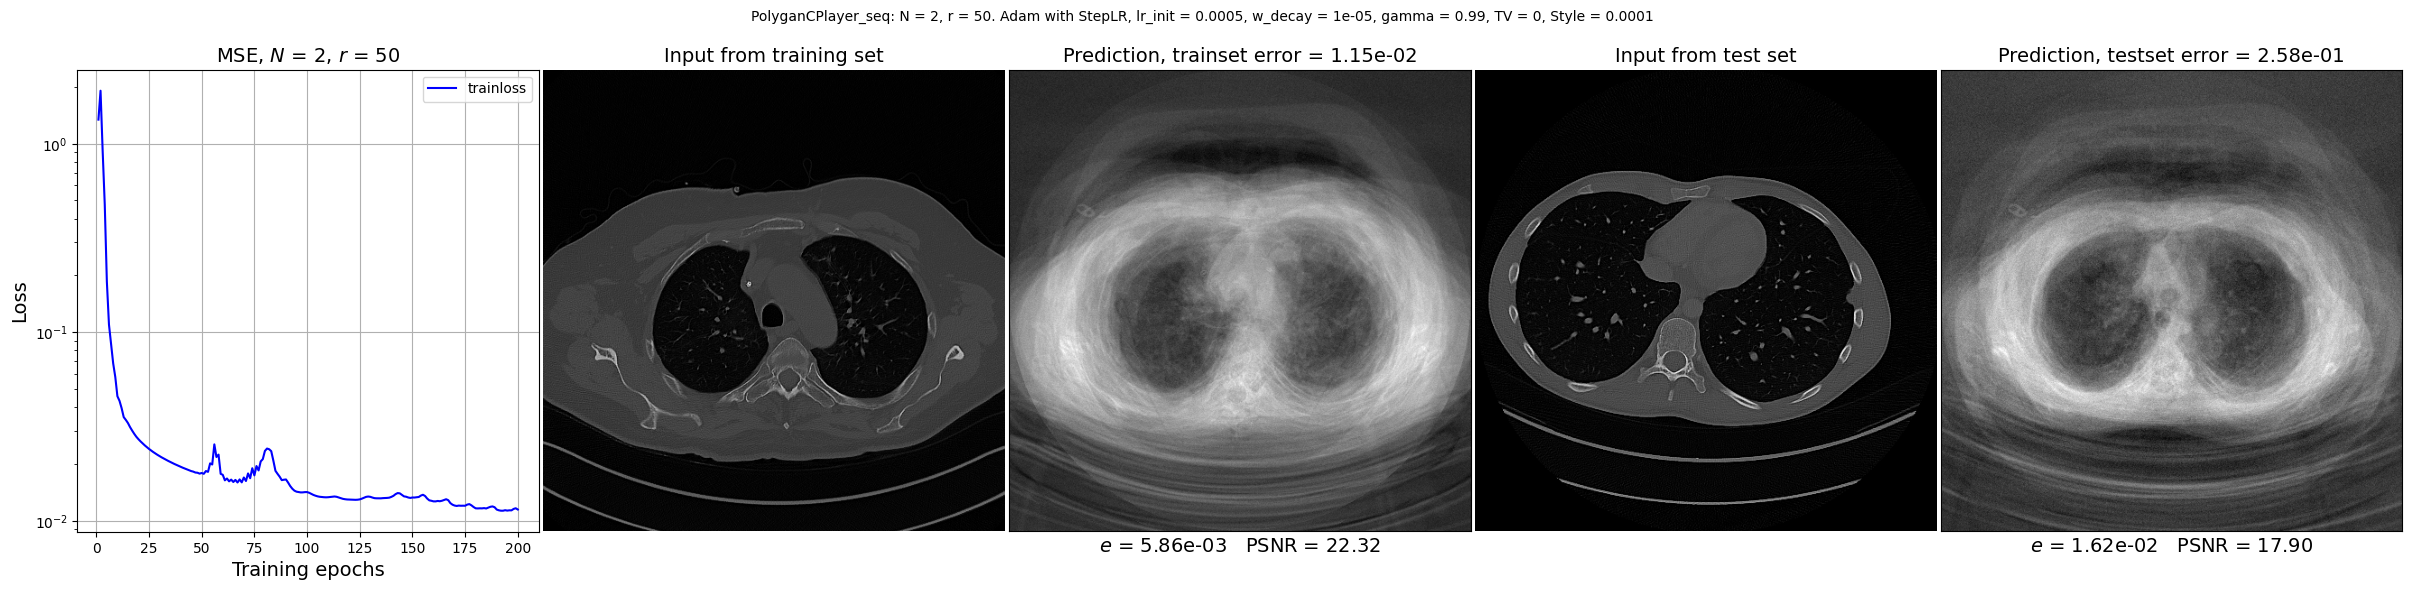 PolyganCPlayer_seq: N = 2, r = 50. Adam with StepLR, lr_init = 0.0005, w_decay = 1e-05, gamma = 0.99, TV = 0, Style = 0.0001
MSE, N = 2, r = 50
Input from training set
Prediction, trainset error = 1.15e-02
Input from test set
Prediction, testset error = 2.58e-01
trainloss
10⁰
10⁻¹
10⁻²
Loss
0 25 50 75 100 125 150 175 200
Training epochs
e = 5.86e-03 PSNR = 22.32
e = 1.62e-02 PSNR = 17.90